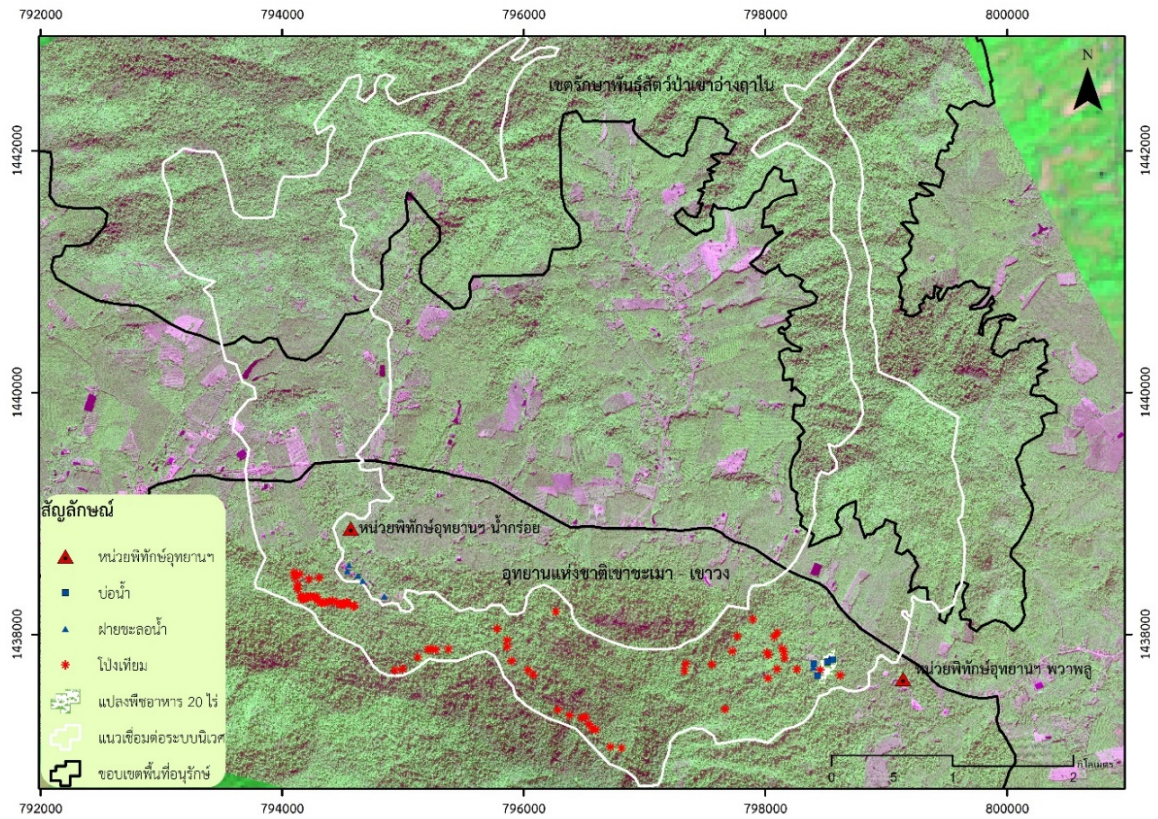 792000 794000 796000 798000 800000
N
เขตรักษาพันธุ์สัตว์ป่าเขาอ่างฤาไน
1442000 1442000
1440000 1440000
สัญลักษณ์
หน่วยพิทักษ์อุทยานฯ
บ่อน้ำ
ฝายชะลอน้ำ
โป่งเทียม
แปลงพืชอาหาร 20 ไร่
แนวเชื่อมต่อระบบนิเวศ
ขอบเขตพื้นที่อนุรักษ์
หน่วยพิทักษ์อุทยานฯ น้ำกร่อย
อุทยานแห่งชาติเขาชะเมา - เขาวง
1438000 1438000
หน่วยพิทักษ์อุทยานฯ พวาพลู
กิโลเมตร
0 .5 1 2
792000 794000 796000 798000 800000